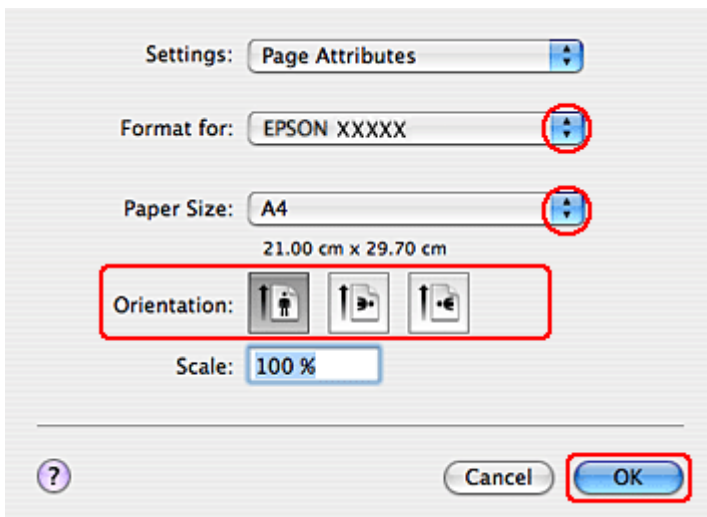 Settings: Page Attributes
Format for: EPSON XXXXX
Paper Size: A4
21.00 cm x 29.70 cm
Orientation:
Scale: 100 %
?
Cancel OK